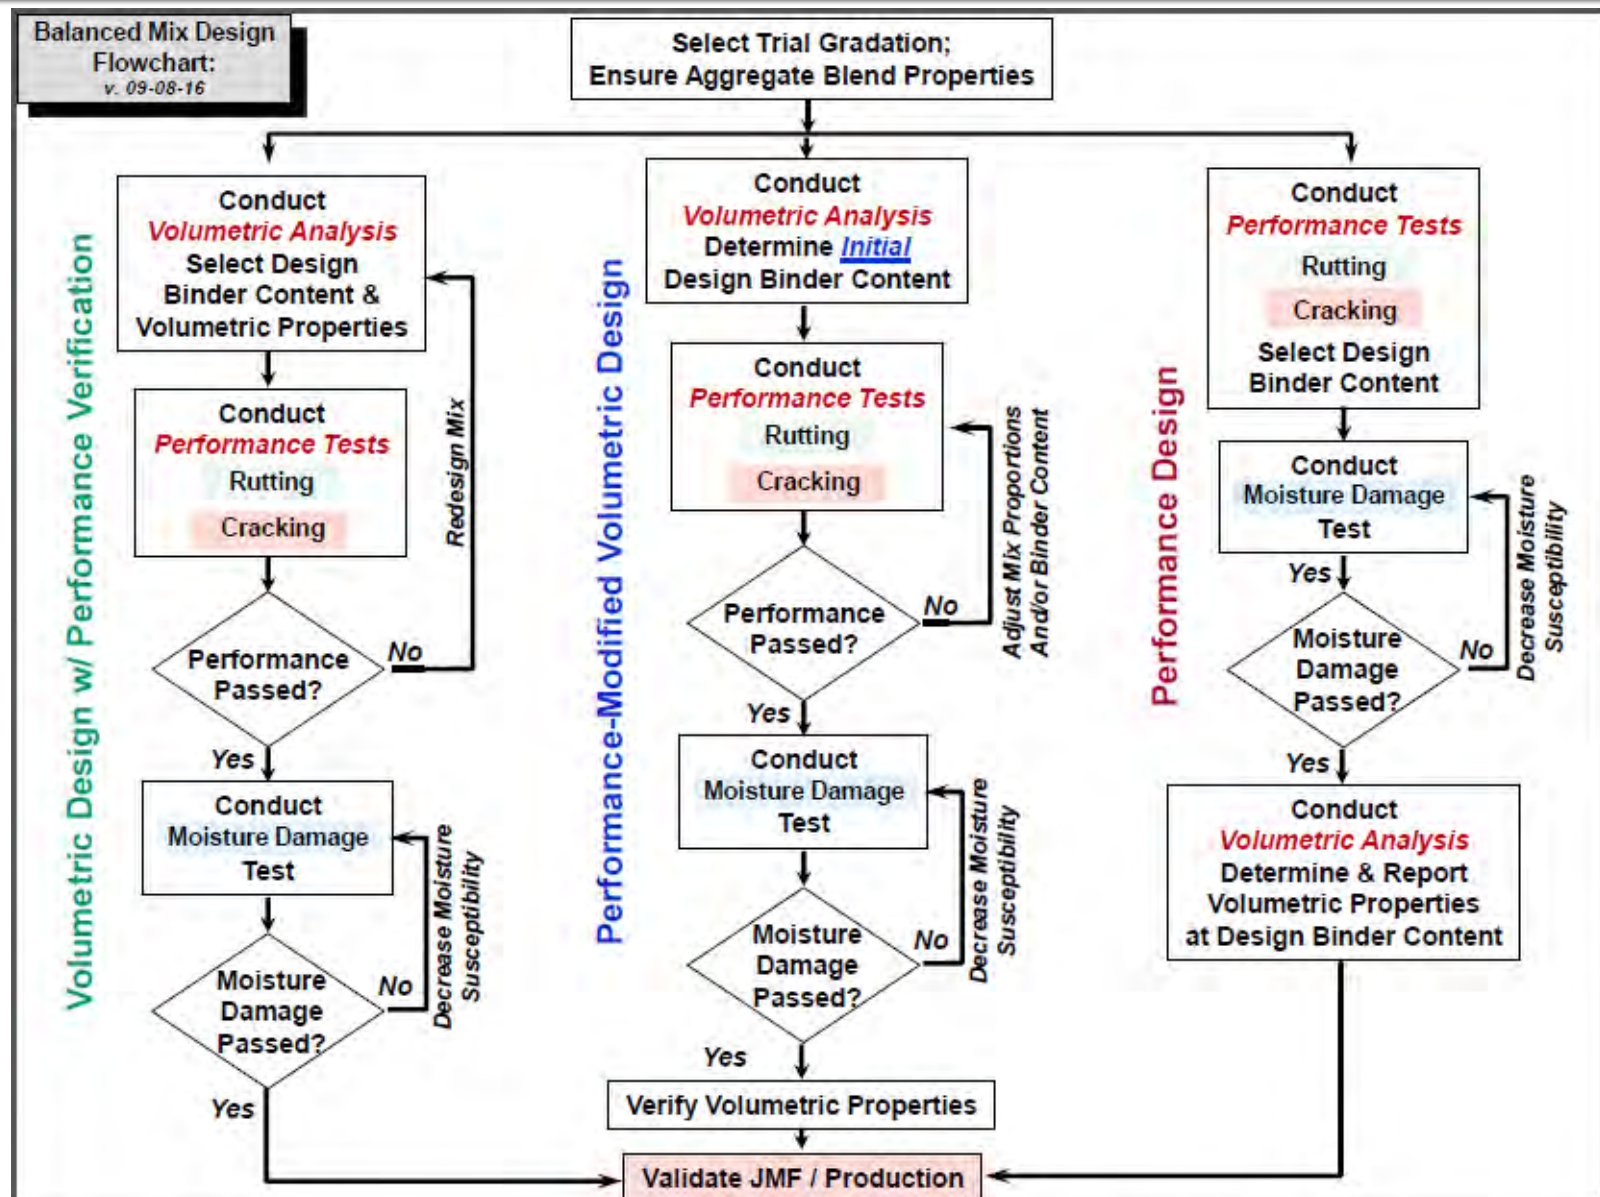 Balanced Mix Design
Flowchart:
v. 09-08-16
Select Trial Gradation;
Ensure Aggregate Blend Properties
Volumetric Design w/ Performance Verification
Conduct
Volumetric Analysis
Select Design
Binder Content &
Volumetric Properties
Conduct
Performance Tests
Rutting
Cracking
Redesign Mix
Performance
Passed?
No
Yes
Conduct
Moisture Damage
Test
Decrease Moisture
Susceptibility
Moisture
Damage
Passed?
No
Yes
Performance-Modified Volumetric Design
Conduct
Volumetric Analysis
Determine Initial
Design Binder Content
Conduct
Performance Tests
Rutting
Cracking
Adjust Mix Proportions
And/or Binder Content
Performance
Passed?
No
Yes
Conduct
Moisture Damage
Test
Decrease Moisture
Susceptibility
Moisture
Damage
Passed?
No
Yes
Verify Volumetric Properties
Performance Design
Conduct
Performance Tests
Rutting
Cracking
Select Design
Binder Content
Conduct
Moisture Damage
Test
Yes
Decrease Moisture
Susceptibility
Moisture
Damage
Passed?
No
Yes
Conduct
Volumetric Analysis
Determine & Report
Volumetric Properties
at Design Binder Content
Validate JMF / Production